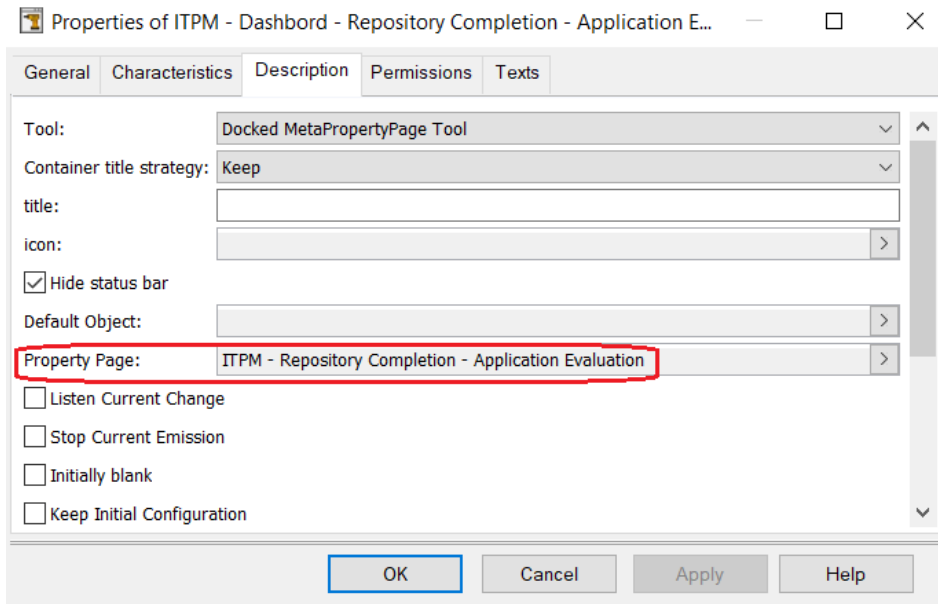 Properties of ITPM - Dashbord - Repository Completion - Application E...
General Characteristics Description Permissions Texts
Tool: Docked MetaPropertyPage Tool
Container title strategy: Keep
title:
icon:
Hide status bar
Default Object:
Property Page: ITPM - Repository Completion - Application Evaluation
Listen Current Change
Stop Current Emission
Initially blank
Keep Initial Configuration
OK Cancel Apply Help